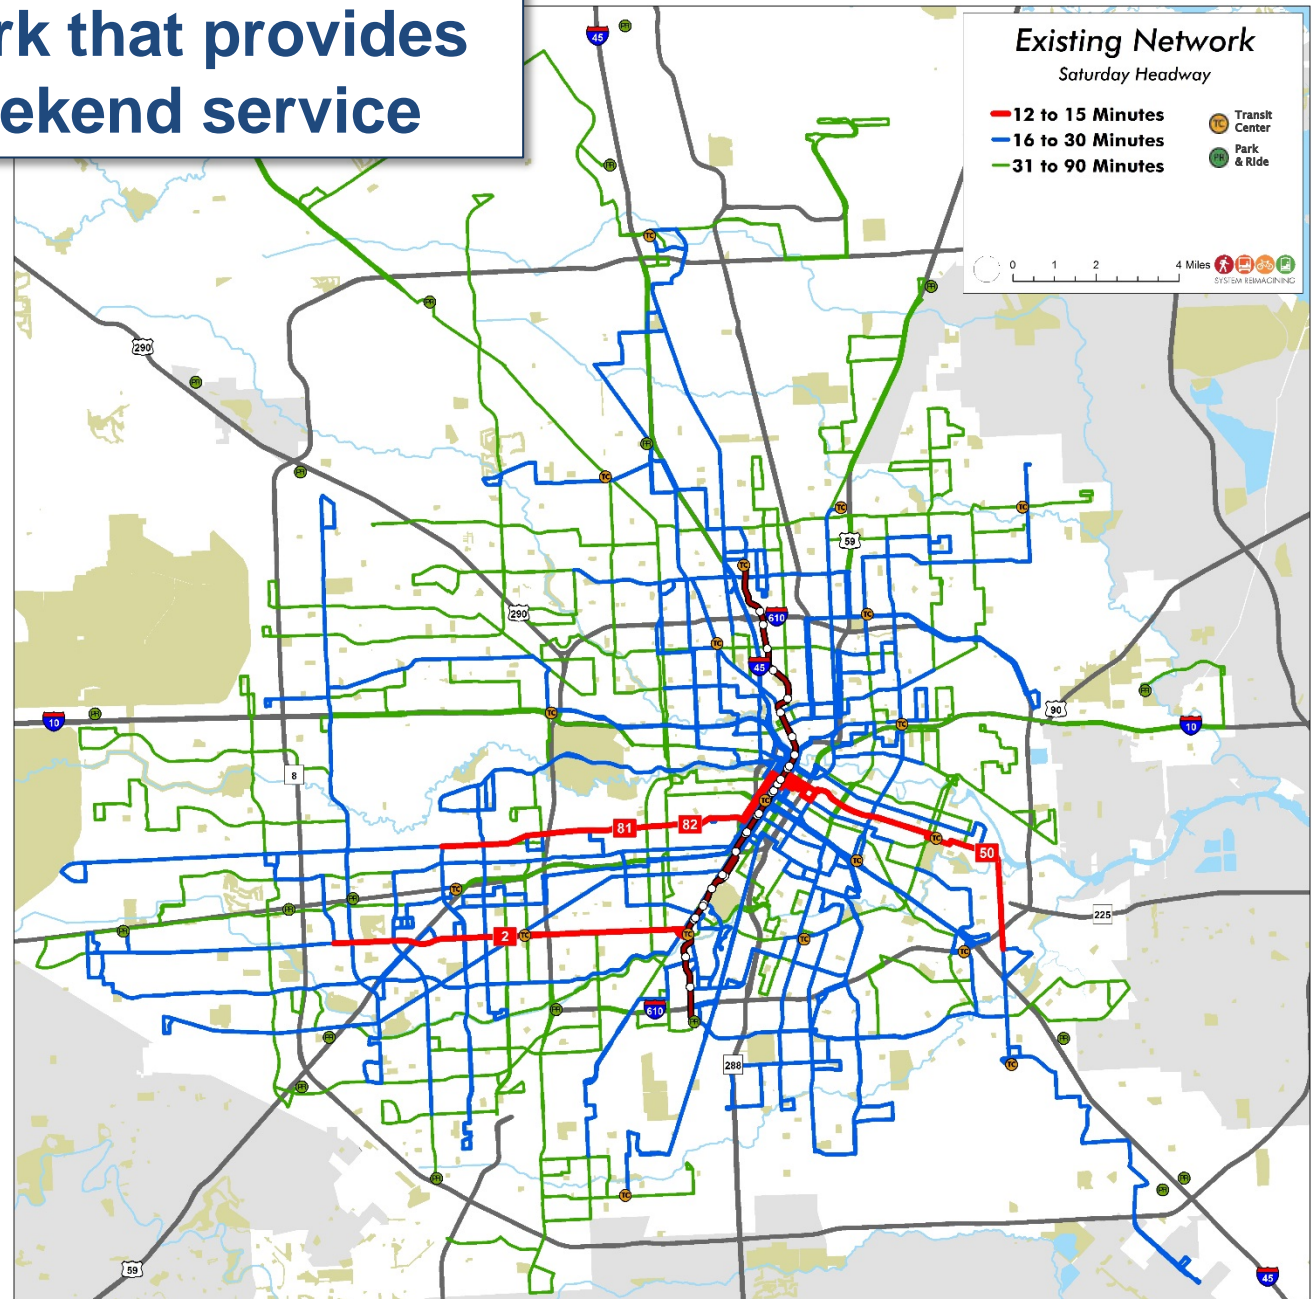 rk that provides
ekend service
Existing Network
Saturday Headway
12 to 15 Minutes
16 to 30 Minutes
31 to 90 Minutes
TC Transit
Center
PR Park
& Ride
0 1 2 4 Miles
SYSTEM REIMAGINING
45
290
59
290
610
45
90
10
10
8
81
82
50
225
2
610
288
59
45